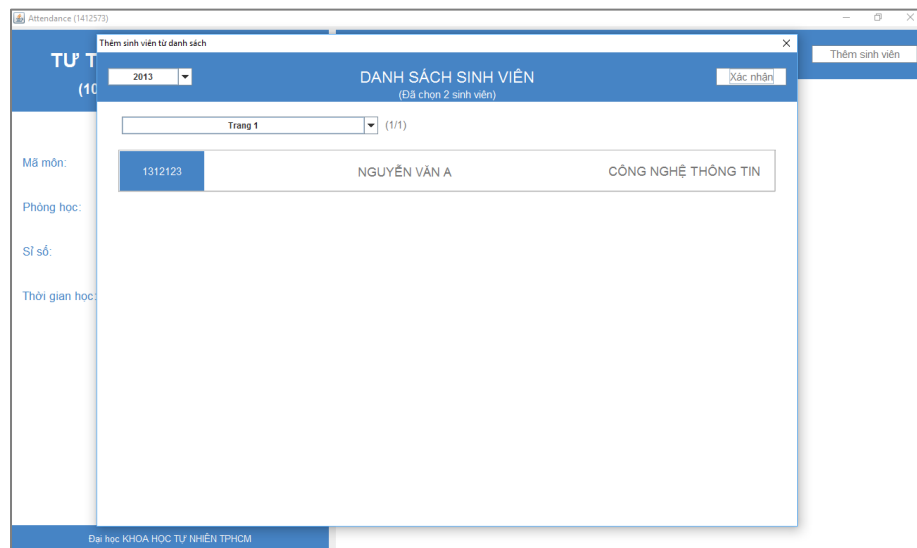 Attendance (1412573)
Thêm sinh viên từ danh sách
TƯ T
(10
2013
DANH SÁCH SINH VIÊN
(Đã chọn 2 sinh viên)
Xác nhận
Thêm sinh viên
Trang 1
(1/1)
1312123
NGUYỄN VĂN A
CÔNG NGHỆ THÔNG TIN
Mã môn:
Phòng học:
Sĩ số:
Thời gian học:
Đại học KHOA HỌC TỰ NHIÊN TPHCM